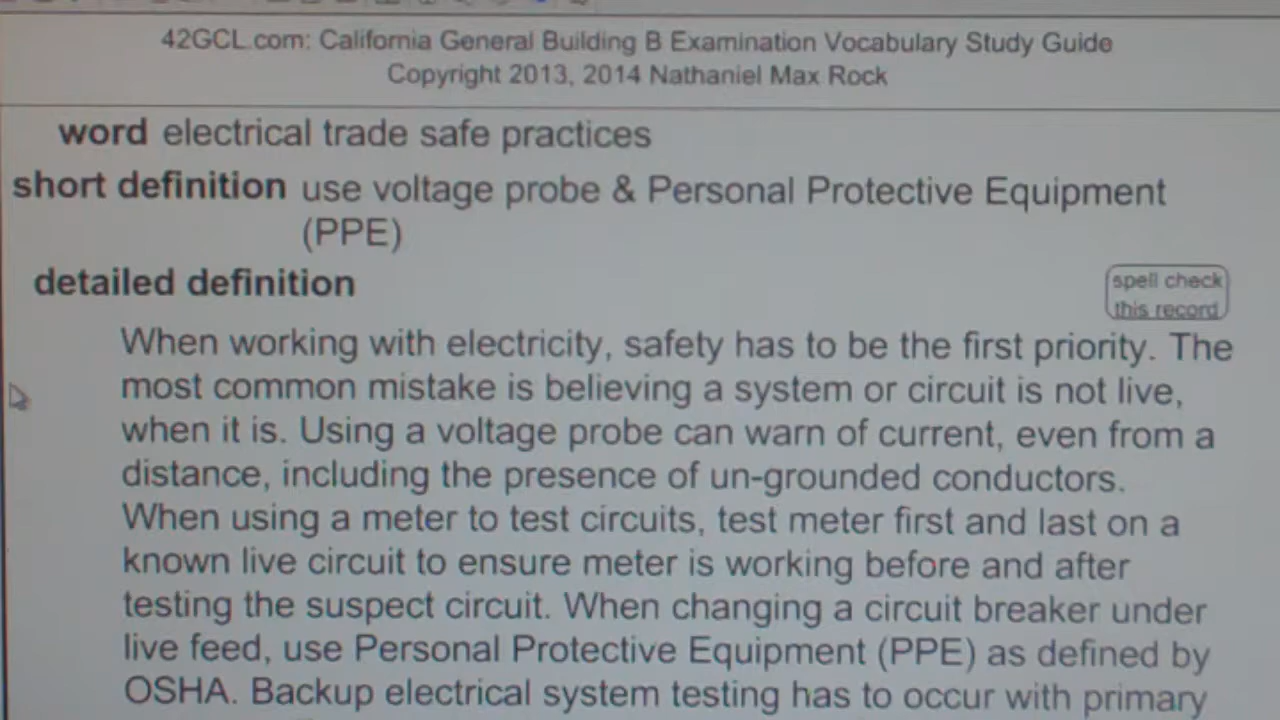 42GCL.com: California General Building B Examination Vocabulary Study Guide
Copyright 2013, 2014 Nathaniel Max Rock
word electrical trade safe practices
short definition use voltage probe & Personal Protective Equipment
(PPE)
detailed definition
spell check
this record
When working with electricity, safety has to be the first priority. The
most common mistake is believing a system or circuit is not live,
when it is. Using a voltage probe can warn of current, even from a
distance, including the presence of un-grounded conductors.
When using a meter to test circuits, test meter first and last on a
known live circuit to ensure meter is working before and after
testing the suspect circuit. When changing a circuit breaker under
live feed, use Personal Protective Equipment (PPE) as defined by
OSHA. Backup electrical system testing has to occur with primary